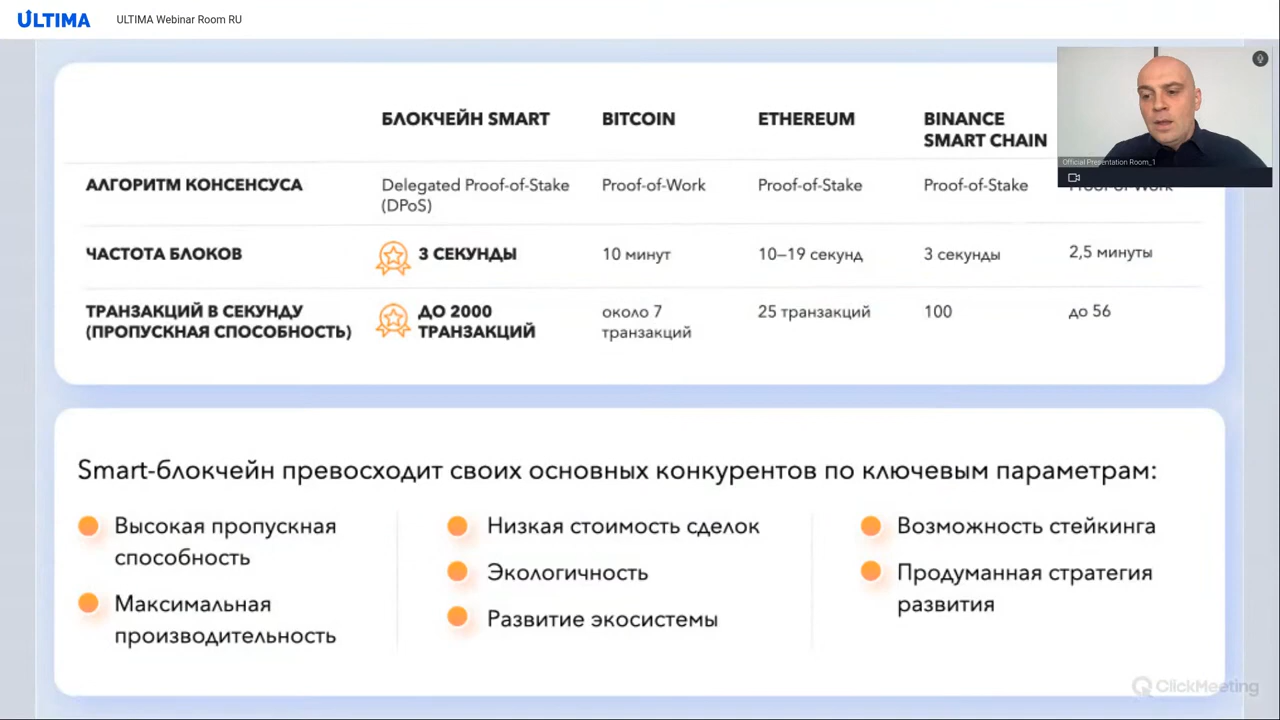 ULTIMA
ULTIMA Webinar Room RU
БЛОКЧЕЙН SMART
BITCOIN
ETHEREUM
BINANCE
SMART CHAIN
Official Presentation Room_1
АЛГОРИТМ КОНСЕНСУСА
Delegated Proof-of-Stake
(DPoS)
Proof-of-Work
Proof-of-Stake
Proof-of-Stake
Proof-of-Work
ЧАСТОТА БЛОКОВ
3 СЕКУНДЫ
10 минут
10–19 секунд
3 секунды
2,5 минуты
ТРАНЗАКЦИЙ В СЕКУНДУ
(ПРОПУСКНАЯ СПОСОБНОСТЬ)
ДО 2000
ТРАНЗАКЦИЙ
около 7
транзакций
25 транзакций
100
до 56
Smart-блокчейн превосходит своих основных конкурентов по ключевым параметрам:
Высокая пропускная
способность
Максимальная
производительность
Низкая стоимость сделок
Экологичность
Развитие экосистемы
Возможность стейкинга
Продуманная стратегия
развития
ClickMeeting